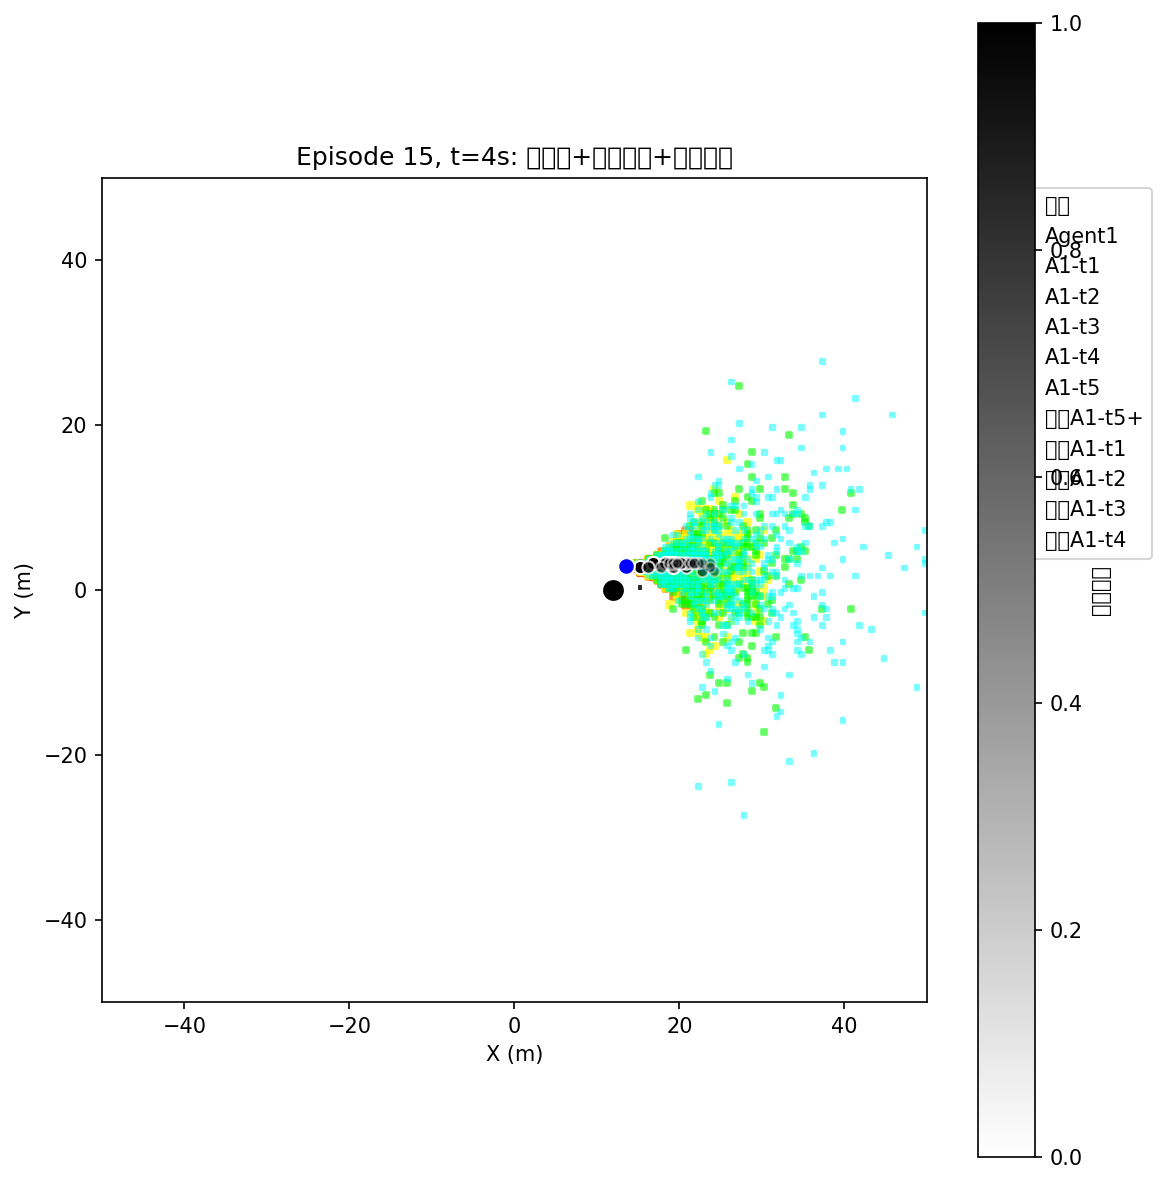 Episode 15, t=4s: □□□+□□□□+□□□□
40
20
0
−20
−40
Y (m)
−40
−20
0
20
40
X (m)
1.0
0.8
0.6
0.4
0.2
0.0
□□□□
□□
Agent1
A1-t1
A1-t2
A1-t3
A1-t4
A1-t5
□□A1-t5+
□□A1-t1
□□A1-t2
□□A1-t3
□□A1-t4